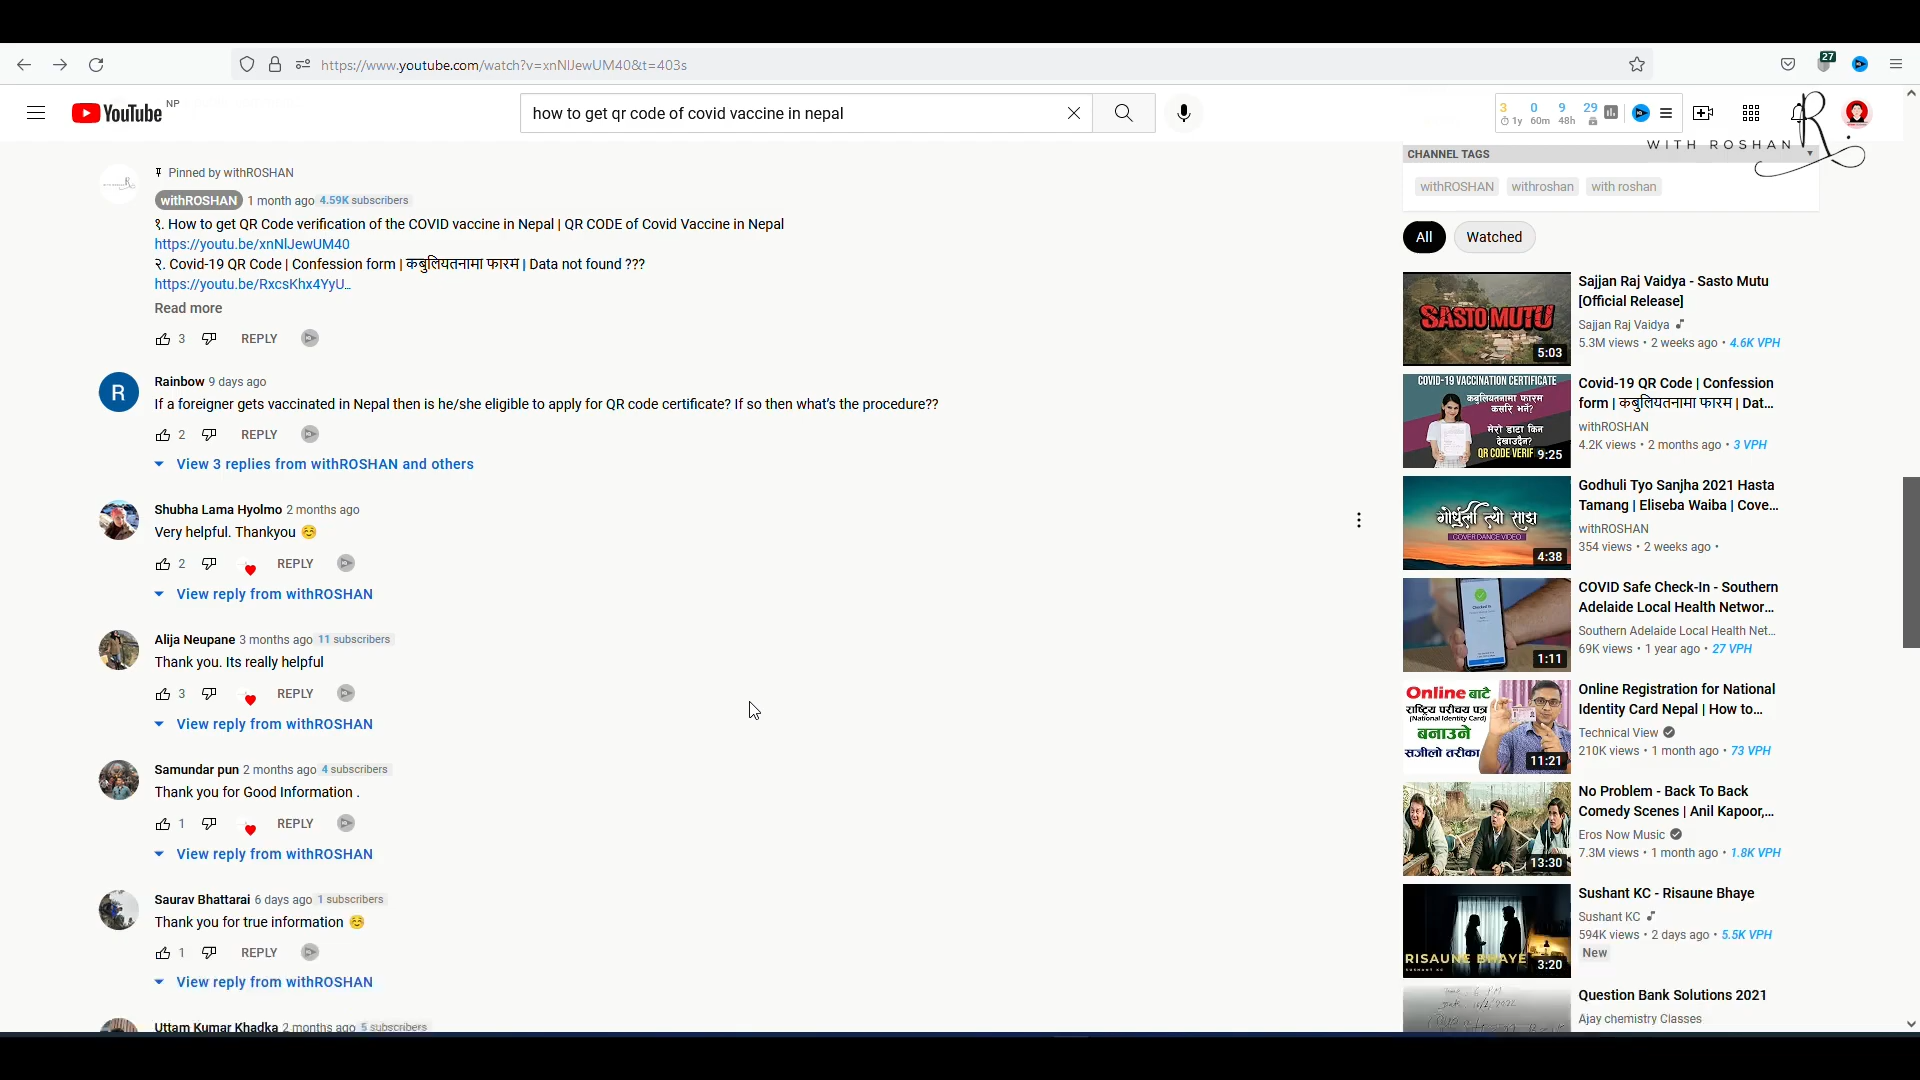 27
https://www.youtube.com/watch?v=xnNlJewUM40&t=403s
YouTube NP
how to get qr code of covid vaccine in nepal
3 0 9 29
1y 60m 48h
WITH ROSHAN
Pinned by withROSHAN
withROSHAN 1 month ago 4.59K subscribers
१. How to get QR Code verification of the COVID vaccine in Nepal | QR CODE of Covid Vaccine in Nepal
https://youtu.be/xnNlJewUM40
२. Covid-19 QR Code | Confession form | कबुलियतनामा फारम | Data not found ???
https://youtu.be/RxcsKhx4YyU...
Read more
3 REPLY
R
Rainbow 9 days ago
If a foreigner gets vaccinated in Nepal then is he/she eligible to apply for QR code certificate? If so then what's the procedure??
2 REPLY
View 3 replies from withROSHAN and others
Shubha Lama Hyolmo 2 months ago
Very helpful. Thankyou ☺️
2 REPLY
View reply from withROSHAN
Alija Neupane 3 months ago 11 subscribers
Thank you. Its really helpful
3 REPLY
View reply from withROSHAN
Samundar pun 2 months ago 4 subscribers
Thank you for Good Information .
1 REPLY
View reply from withROSHAN
Saurav Bhattarai 6 days ago 1 subscribers
Thank you for true information ☺️
1 REPLY
View reply from withROSHAN
Uttam Kumar Khadka 2 months ago 5 subscribers
CHANNEL TAGS
withROSHAN withroshan with roshan
All Watched
SASTO MUTU
5:03
Sajjan Raj Vaidya - Sasto Mutu
[Official Release]
Sajjan Raj Vaidya
5.3M views • 2 weeks ago • 4.6K VPH
COVID-19 VACCINATION CERTIFICATE
कबुलियतनामा फारम
कसरि भर्ने?
मेरो डाटा किन
देखाउदैन?
QR CODE VERIF
9:25
Covid-19 QR Code | Confession
form | कबुलियतनामा फारम | Dat...
withROSHAN
4.2K views • 2 months ago • 3 VPH
गोधुली त्यो साझ
COVER DANCE VIDEO
4:38
Godhuli Tyo Sanjha 2021 Hasta
Tamang | Eliseba Waiba | Cove...
withROSHAN
354 views • 2 weeks ago •
1:11
COVID Safe Check-In - Southern
Adelaide Local Health Networ...
Southern Adelaide Local Health Net...
69K views • 1 year ago • 27 VPH
Online बाटै
राष्ट्रिय परीचय पत्र
(National Identity Card)
बनाउने
सजीलो तरीका
11:21
Online Registration for National
Identity Card Nepal | How to...
Technical View
210K views • 1 month ago • 73 VPH
13:30
No Problem - Back To Back
Comedy Scenes | Anil Kapoor,...
Eros Now Music
7.3M views • 1 month ago • 1.8K VPH
RISAUNE BHAYE
SUSHANT KC
3:20
Sushant KC - Risaune Bhaye
Sushant KC
594K views • 2 days ago • 5.5K VPH
New
Question Bank Solutions 2021
Ajay chemistry Classes